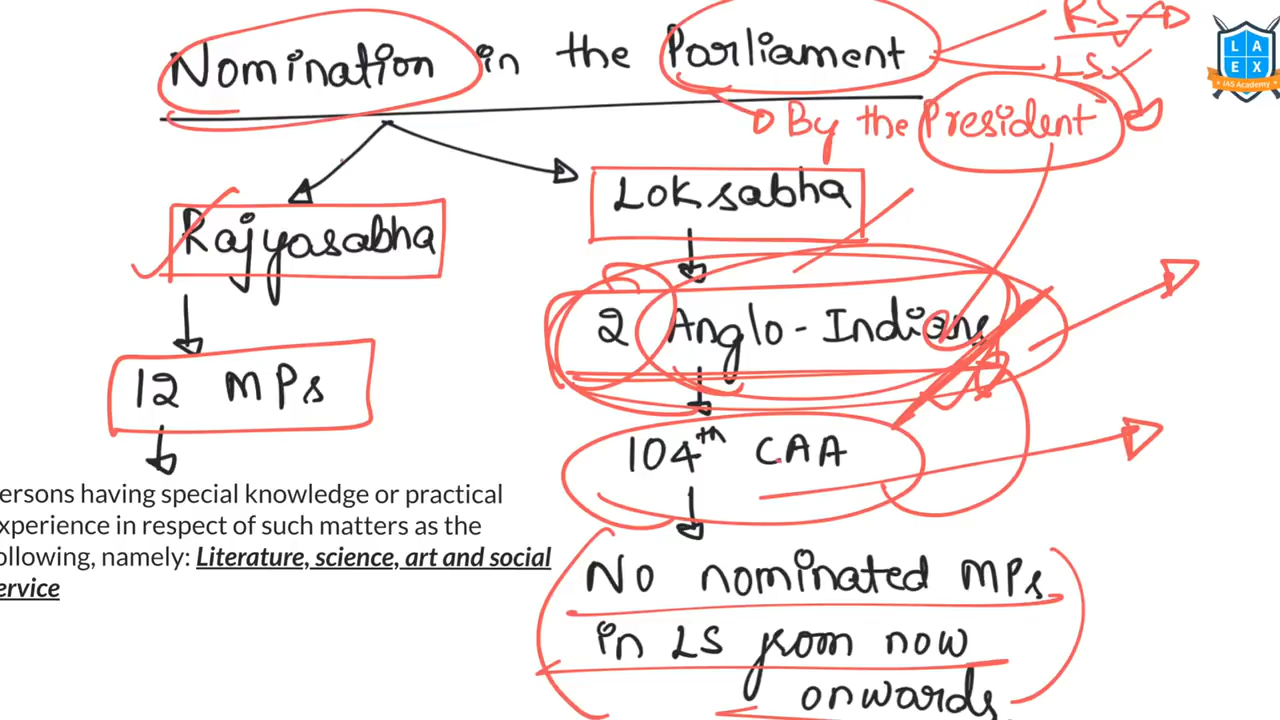 Nomination in the Parliament
RS
LS
L A
E X
IAS Academy
By the President
Rajyasabha
Loksabha
12 MPs
2 Anglo-Indians
104th CAA
ersons having special knowledge or practical
xperience in respect of such matters as the
ollowing, namely: Literature, science, art and social
ervice
No nominated MPs
in LS from now
onwards